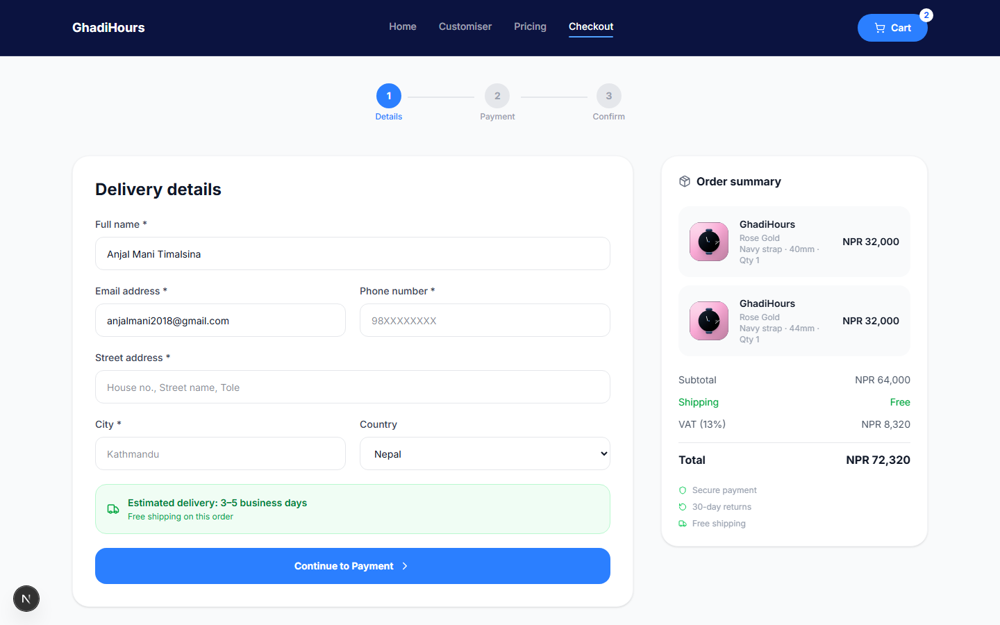 GhadiHours
Home
Customiser
Pricing
Checkout
Cart
2
1
Details
2
Payment
3
Confirm
Delivery details
Full name *
Anjal Mani Timalsina
Email address *
anjalmani2018@gmail.com
Phone number *
98XXXXXXXX
Street address *
House no., Street name, Tole
City *
Kathmandu
Country
Nepal
Estimated delivery: 3–5 business days
Free shipping on this order
Continue to Payment
Order summary
GhadiHours
Rose Gold
Navy strap · 40mm ·
Qty 1
NPR 32,000
GhadiHours
Rose Gold
Navy strap · 44mm ·
Qty 1
NPR 32,000
Subtotal NPR 64,000
Shipping Free
VAT (13%) NPR 8,320
Total NPR 72,320
Secure payment
30-day returns
Free shipping
N